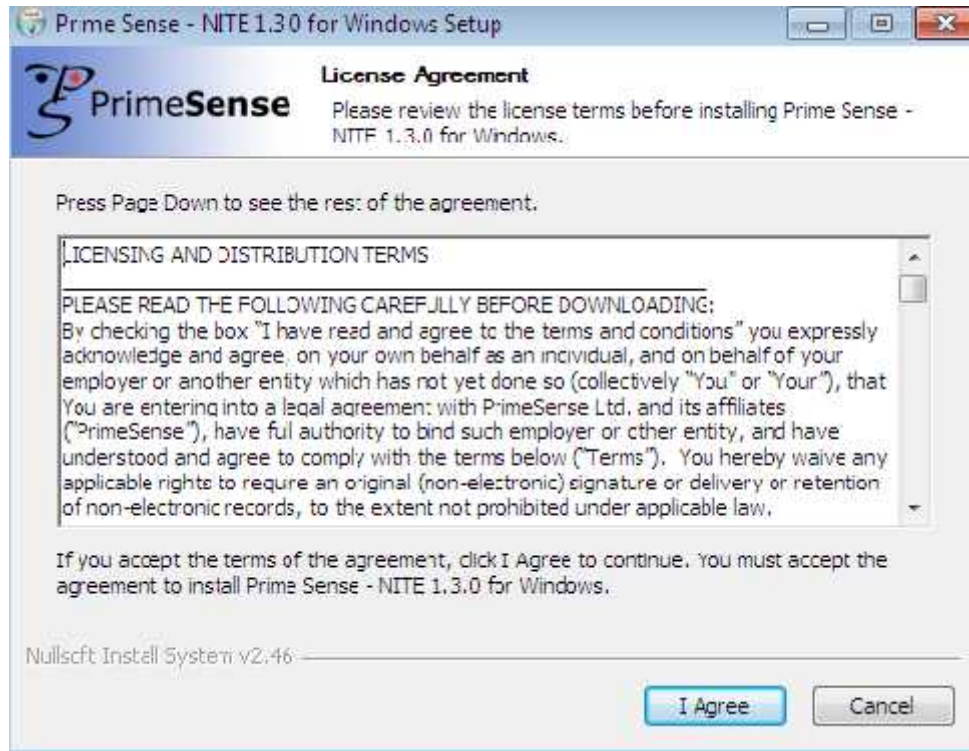 Prime Sense - NITE 1.3.0 for Windows Setup
PrimeSense
License Agreement
Please review the license terms before installing Prime Sense -
NITE 1.3.0 for Windows.
Press Page Down to see the rest of the agreement.
LICENSING AND DISTRIBUTION TERMS
PLEASE READ THE FOLLOWING CAREFULLY BEFORE DOWNLOADING:
By checking the box "I have read and agree to the terms and conditions" you expressly
acknowledge and agree, on your own behalf as an individual, and on behalf of your
employer or another entity which has not yet done so (collectively "You" or "Your"), that
You are entering into a legal agreement with PrimeSense Ltd. and its affiliates
("PrimeSense"), have full authority to bind such employer or other entity, and have
understood and agree to comply with the terms below ("Terms").  You hereby waive any
applicable rights to require an original (non-electronic) signature or delivery or retention
of non-electronic records, to the extent not prohibited under applicable law.
If you accept the terms of the agreement, click I Agree to continue. You must accept the
agreement to install Prime Sense - NITE 1.3.0 for Windows.
Nullsoft Install System v2.46
I Agree
Cancel